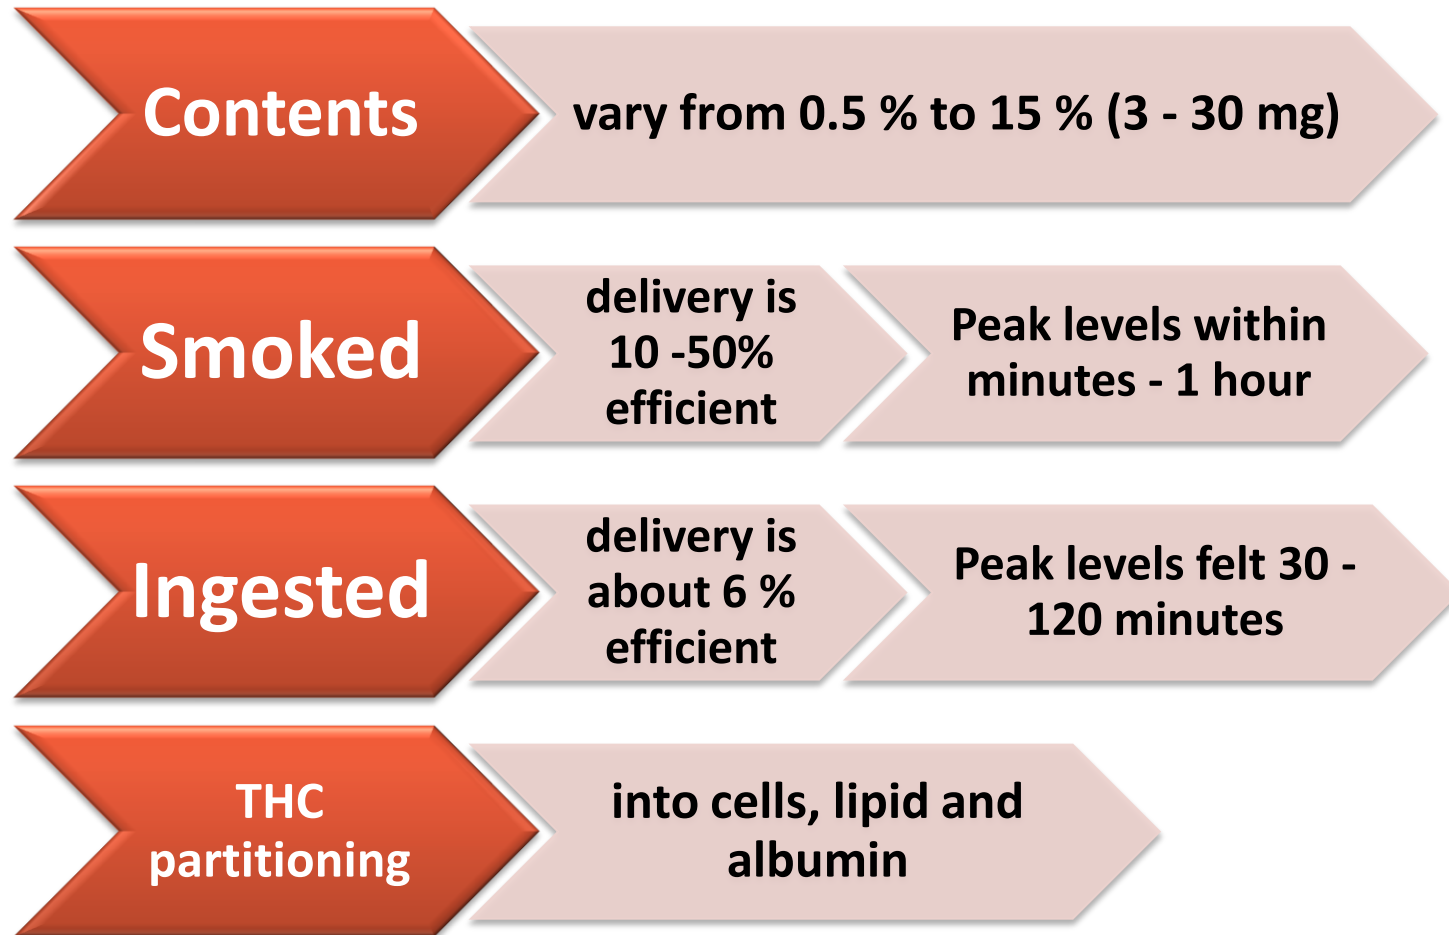 Contents
vary from 0.5 % to 15 % (3 - 30 mg)
Smoked
delivery is
10 -50%
efficient
Peak levels within
minutes - 1 hour
Ingested
delivery is
about 6 %
efficient
Peak levels felt 30 -
120 minutes
THC
partitioning
into cells, lipid and
albumin